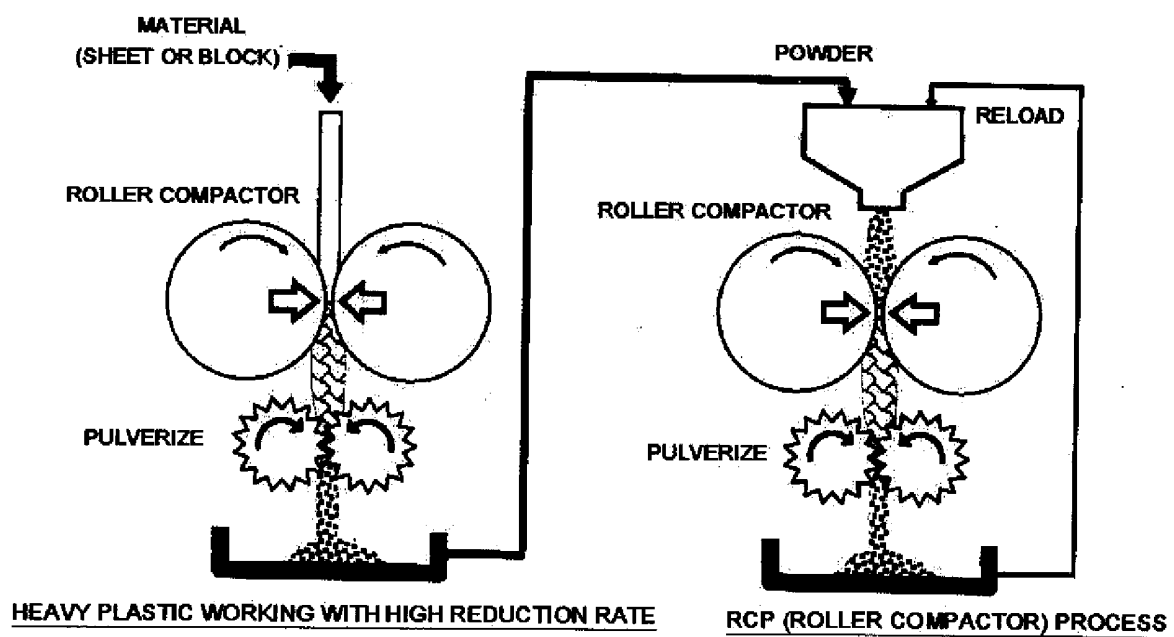 MATERIAL
(SHEET OR BLOCK)
ROLLER COMPACTOR
PULVERIZE
HEAVY PLASTIC WORKING WITH HIGH REDUCTION RATE
POWDER
RELOAD
ROLLER COMPACTOR
PULVERIZE
RCP (ROLLER COMPACTOR) PROCESS